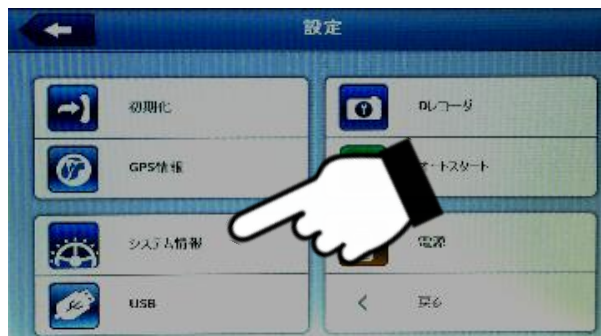 設定
初期化
GPS情報
システム情報
USB
Dレコーダ
オートスタート
電源
戻る